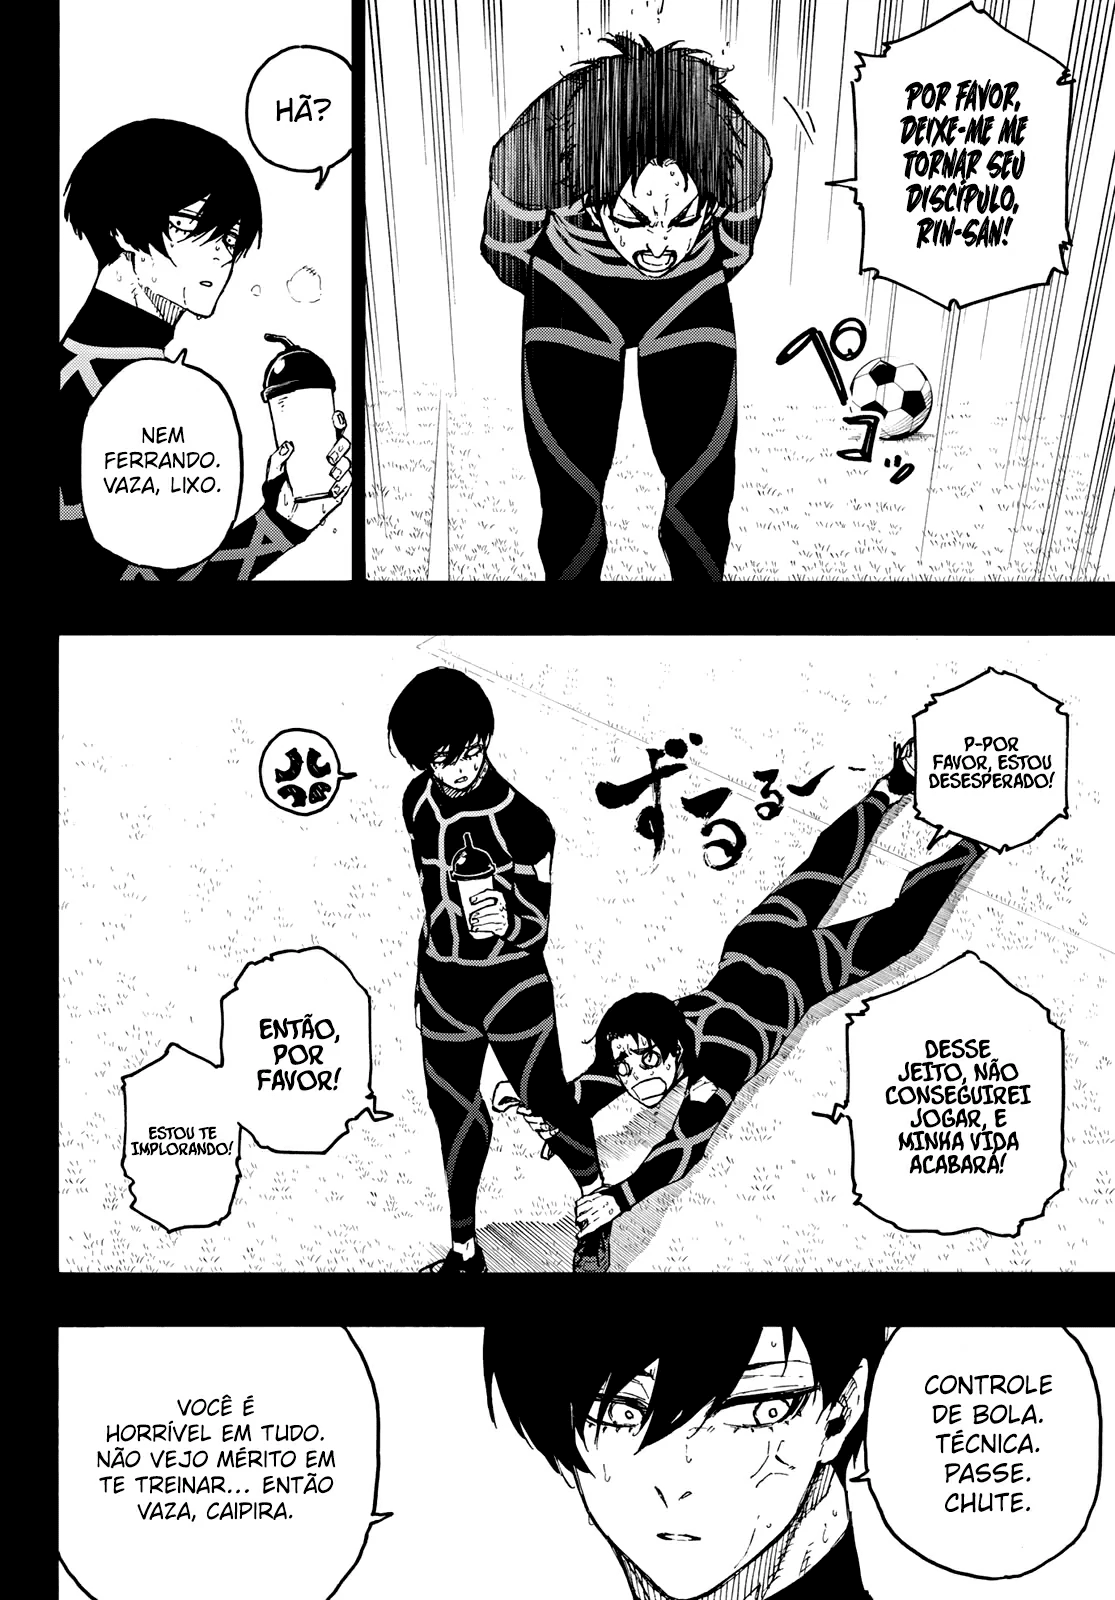 POR FAVOR,
DEIXE-ME ME
TORNAR SEU
DISCÍPULO,
RIN-SAN!
ペコッ
HÃ?
NEM
FERRANDO.
VAZA, LIXO.
P-POR
FAVOR, ESTOU
DESESPERADO!
ずーっるー
DESSE
JEITO, NÃO
CONSEGUIREI
JOGAR, E
MINHA VIDA
ACABARÁ!
ENTÃO,
POR
FAVOR!
ESTOU TE
IMPLORANDO!
CONTROLE
DE BOLA.
TÉCNICA.
PASSE.
CHUTE.
VOCÊ É
HORRÍVEL EM TUDO.
NÃO VEJO MÉRITO EM
TE TREINAR... ENTÃO
VAZA, CAIPIRA.